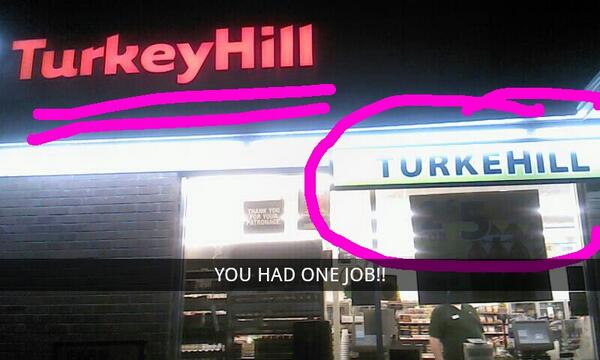 TurkeyHill
TURKEHILL
THANK YOU
FOR YOUR
PATRONAGE
YOU HAD ONE JOB!!